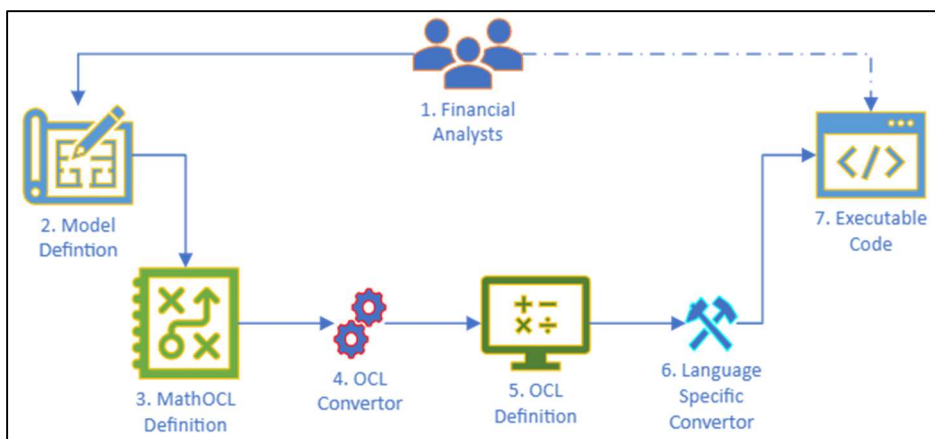 1. Financial
Analysts
2. Model
Defintion
7. Executable
Code
3. MathOCL
Definition
4. OCL
Convertor
5. OCL
Definition
6. Language
Specific
Convertor